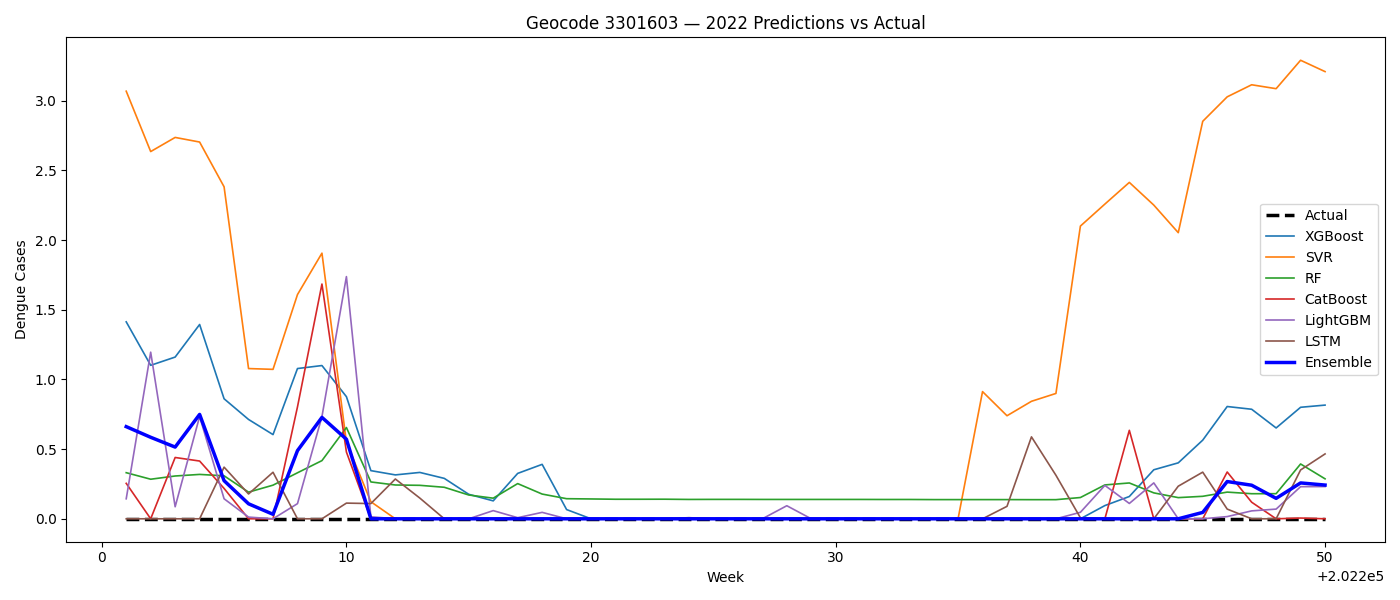 Geocode 3301603 — 2022 Predictions vs Actual
Dengue Cases
3.0
2.5
2.0
1.5
1.0
0.5
0.0
Actual
XGBoost
SVR
RF
CatBoost
LightGBM
LSTM
Ensemble
0 10 20 30 40 50
Week
+2.022e5